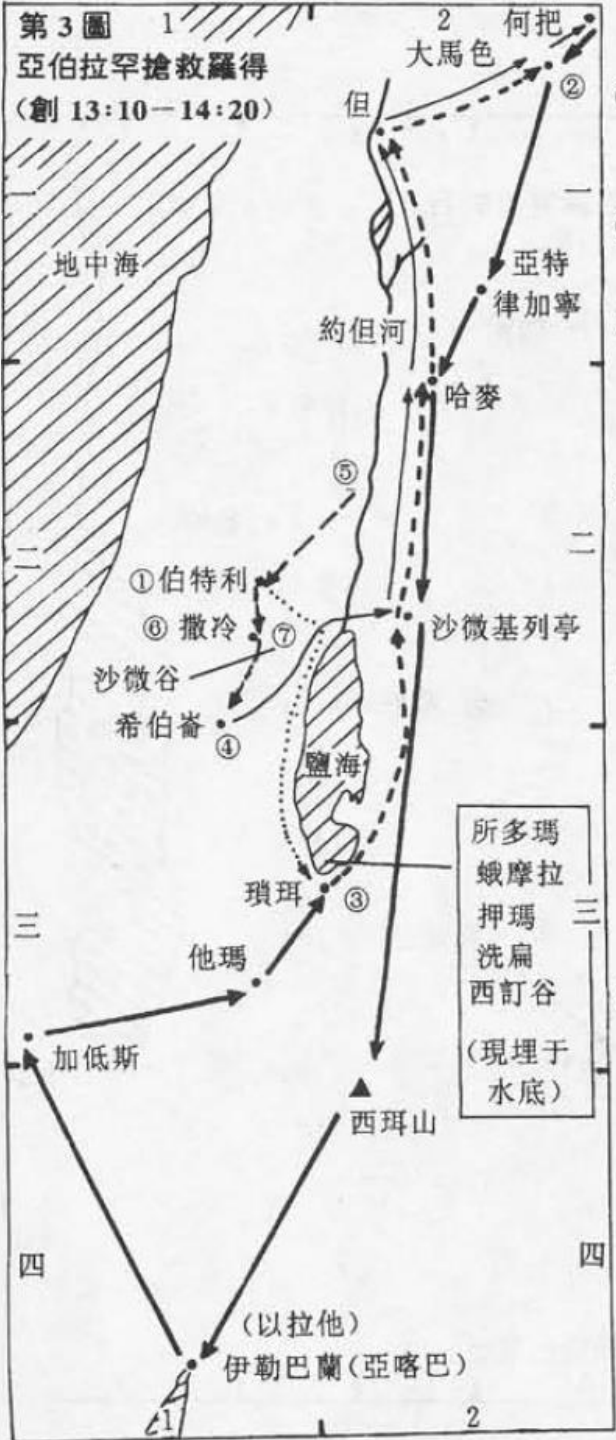 第 3 圖
亞伯拉罕搶救羅得
(創 13:10－14:20)
1
2
何把
大馬色
②
但
一
一
地中海
亞特
律加寧
約但河
哈麥
⑤
二
二
①伯特利
⑥ 撒冷
⑦
沙微基列亭
沙微谷
希伯崙
④
鹽海
所多瑪
蛾摩拉
押瑪
洗扁
西訂谷
(現埋于
水底)
瑣珥
③
三
三
他瑪
加低斯
西珥山
四
四
(以拉他)
伊勒巴蘭(亞喀巴)
1
2